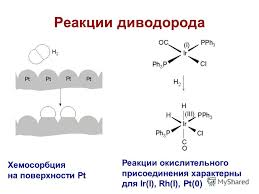 Реакции диводорода
H₂
Pt Pt Pt Pt
Хемосорбция
на поверхности Pt
OC PPh₃
(I)
Ir
Ph₃P Cl
H₂
H
H (III) PPh₃
Ir
Ph₃P Cl
C
O
Реакции окислительного
присоединения характерны
для Ir(I), Rh(I), Pt(0)
MyShared